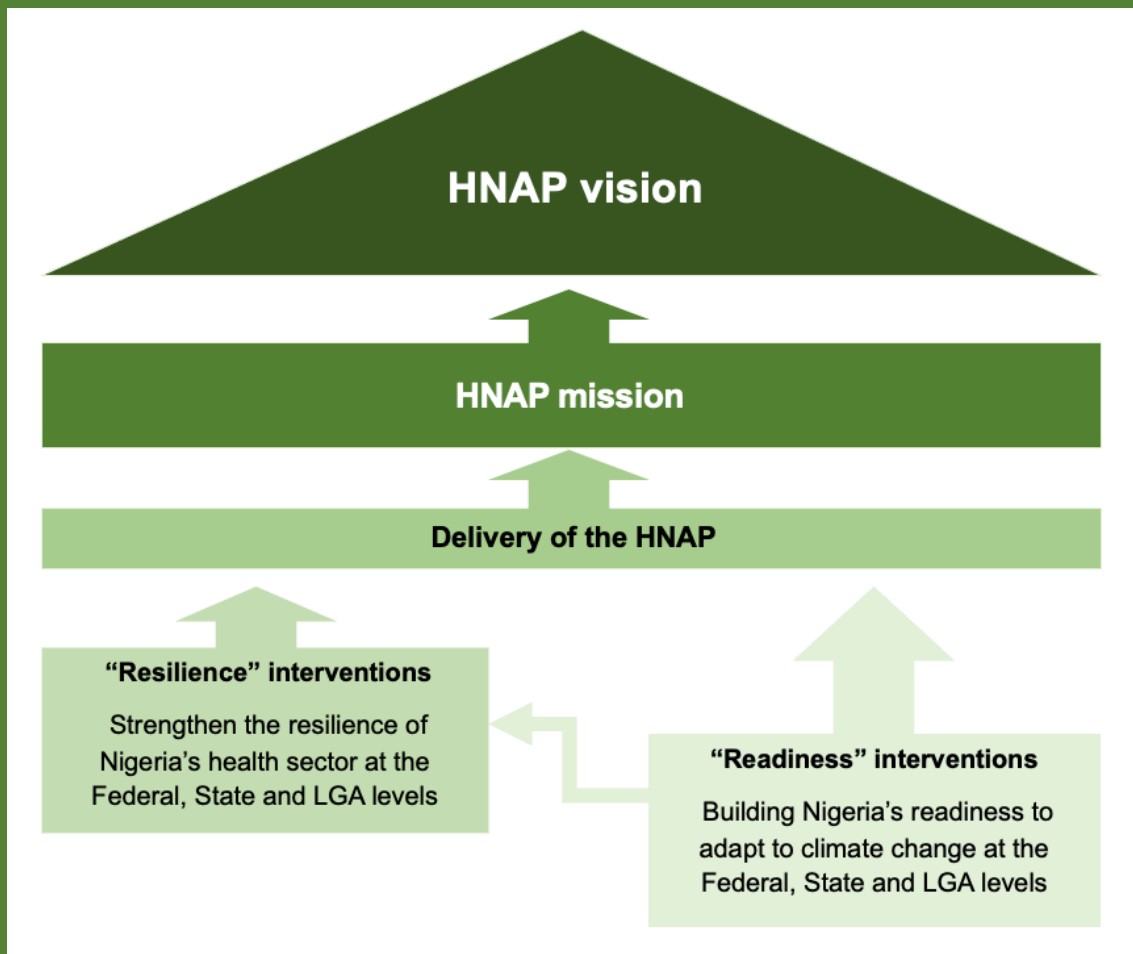 HNAP vision
HNAP mission
Delivery of the HNAP
“Resilience” interventions
Strengthen the resilience of
Nigeria’s health sector at the
Federal, State and LGA levels
“Readiness” interventions
Building Nigeria’s readiness to
adapt to climate change at the
Federal, State and LGA levels